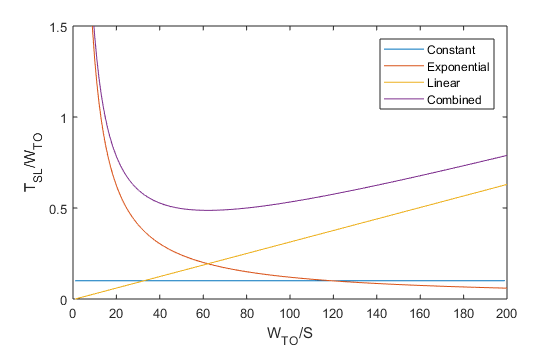 1.5
1
0.5
0
T_SL/W_TO
Constant
Exponential
Linear
Combined
0 20 40 60 80 100 120 140 160 180 200
W_TO/S